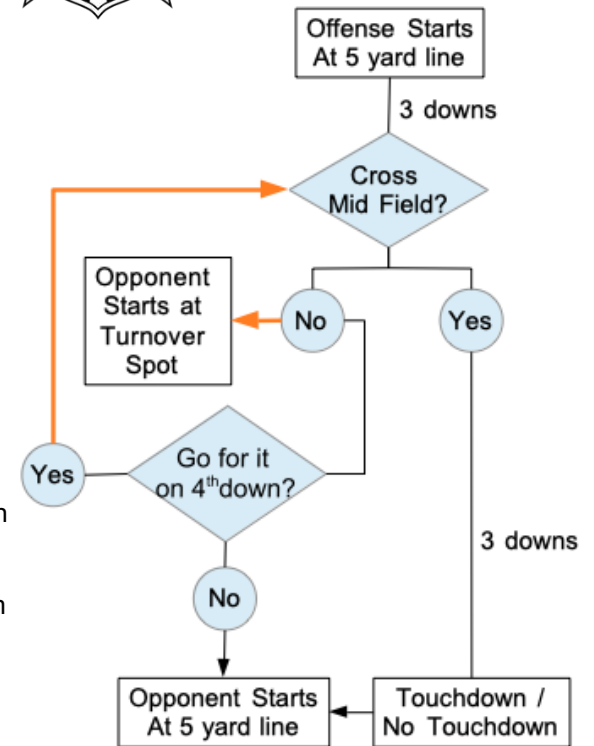 Offense Starts
At 5 yard line
3 downs
Cross
Mid Field?
Opponent
Starts at
Turnover
Spot
No
Yes
Go for it
on 4th down?
Yes
n
3 downs
No
n
Opponent Starts
At 5 yard line
Touchdown /
No Touchdown